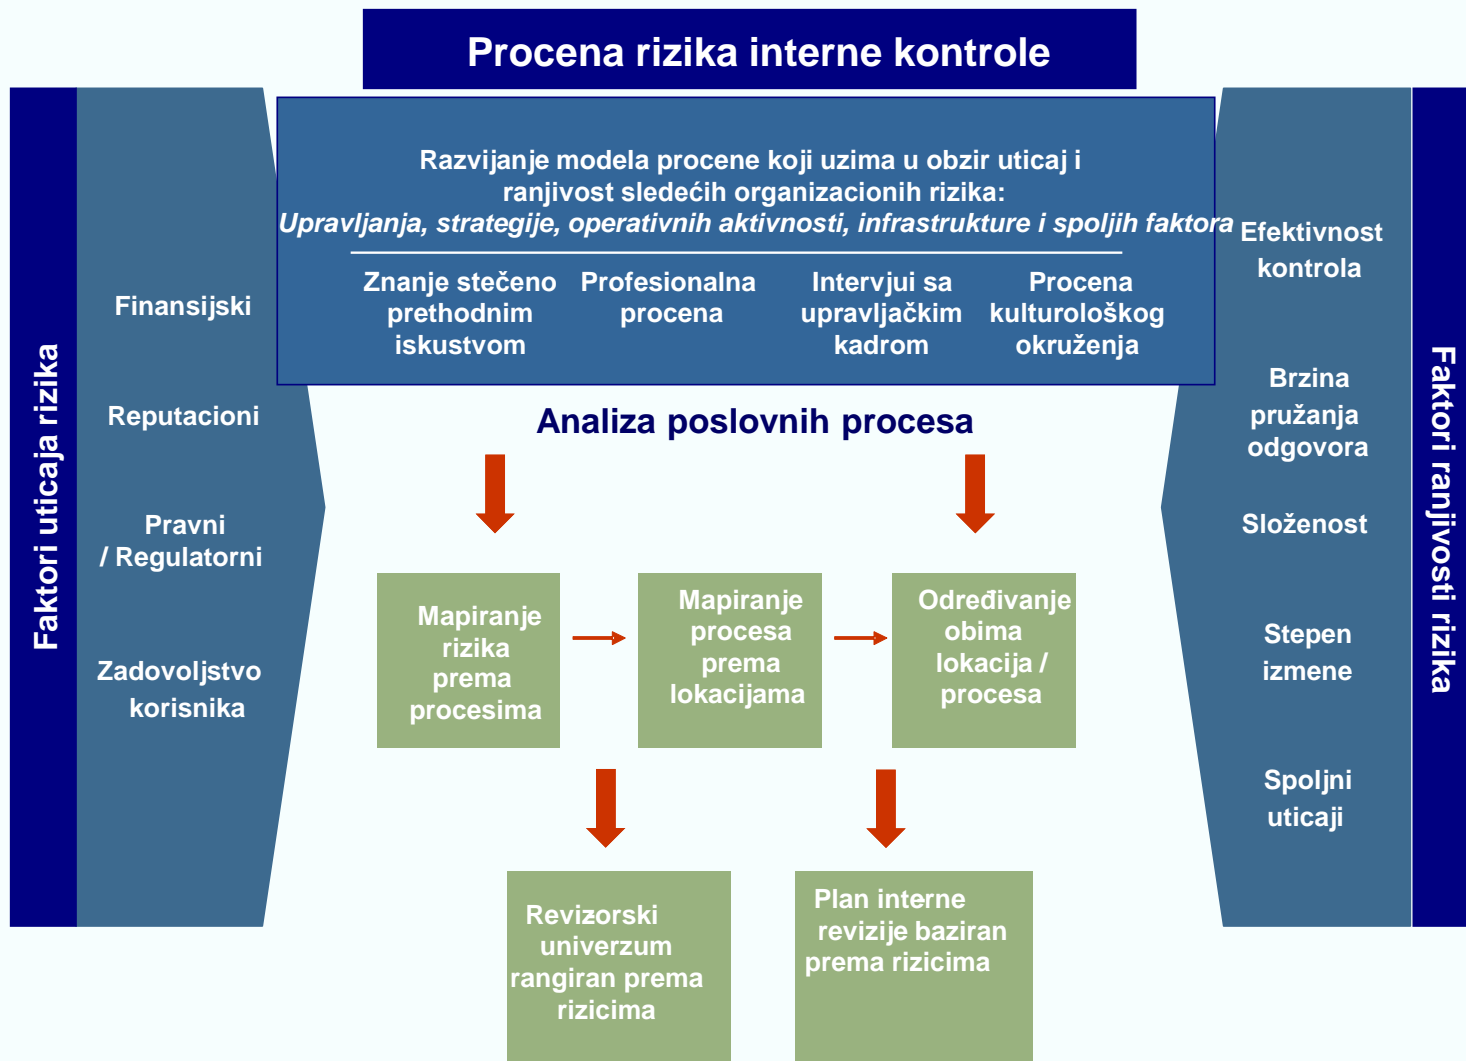 Procena rizika interne kontrole
Faktori uticaja rizika
Finansijski
Reputacioni
Pravni
/ Regulatorni
Zadovoljstvo
korisnika
Razvijanje modela procene koji uzima u obzir uticaj i
ranjivost sledećih organizacionih rizika:
Upravljanja, strategije, operativnih aktivnosti, infrastrukture i spoljih faktora
Znanje stečeno
prethodnim
iskustvom
Profesionalna
procena
Intervjui sa
upravljačkim
kadrom
Procena
kulturološkog
okruženja
Analiza poslovnih procesa
Mapiranje
rizika
prema
procesima
Mapiranje
procesa
prema
lokacijama
Određivanje
obima
lokacija /
procesa
Revizorski
univerzum
rangiran prema
rizicima
Plan interne
revizije baziran
prema rizicima
Efektivnost
kontrola
Brzina
pružanja
odgovora
Složenost
Stepen
izmene
Spoljni
uticaji
Faktori ranjivosti rizika